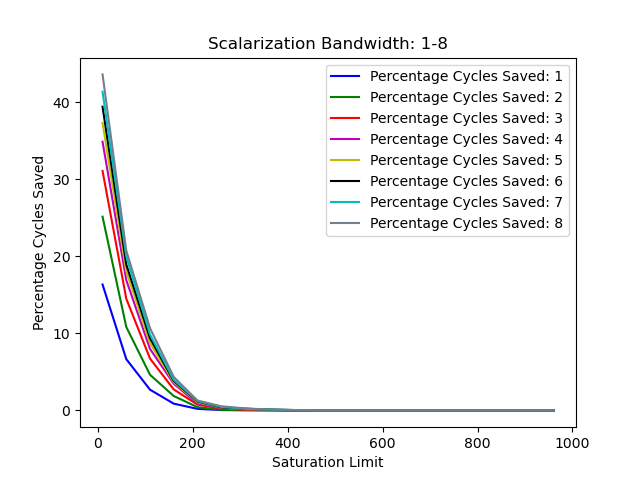 Scalarization Bandwidth: 1-8
Percentage Cycles Saved: 1
Percentage Cycles Saved: 2
Percentage Cycles Saved: 3
Percentage Cycles Saved: 4
Percentage Cycles Saved: 5
Percentage Cycles Saved: 6
Percentage Cycles Saved: 7
Percentage Cycles Saved: 8
Percentage Cycles Saved
40
30
20
10
0
0 200 400 600 800 1000
Saturation Limit